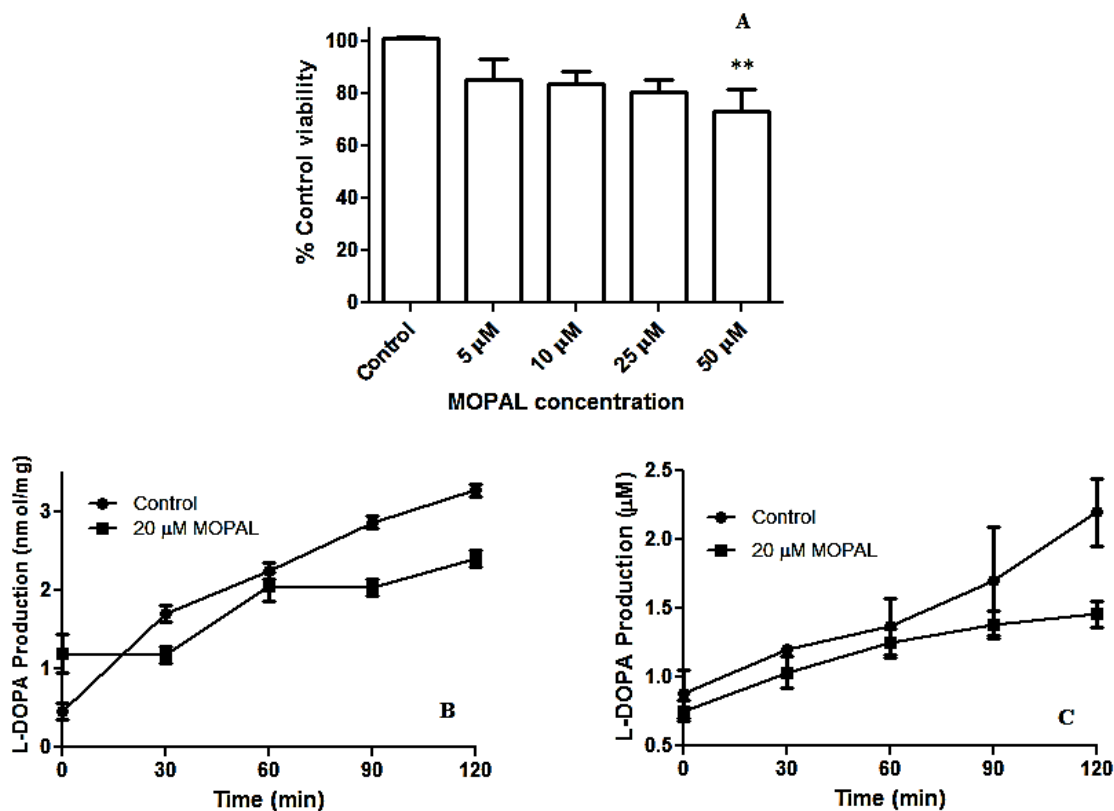 A
**
% Control viability
100
80
60
40
20
0
Control
5 μM
10 μM
25 μM
50 μM
MOPAL concentration
L-DOPA Production (nmol/mg)
3
2
1
0
Control
20 μM MOPAL
B
0 30 60 90 120
Time (min)
L-DOPA Production (μM)
2.5
2.0
1.5
1.0
0.5
Control
20 μM MOPAL
C
0 30 60 90 120
Time (min)